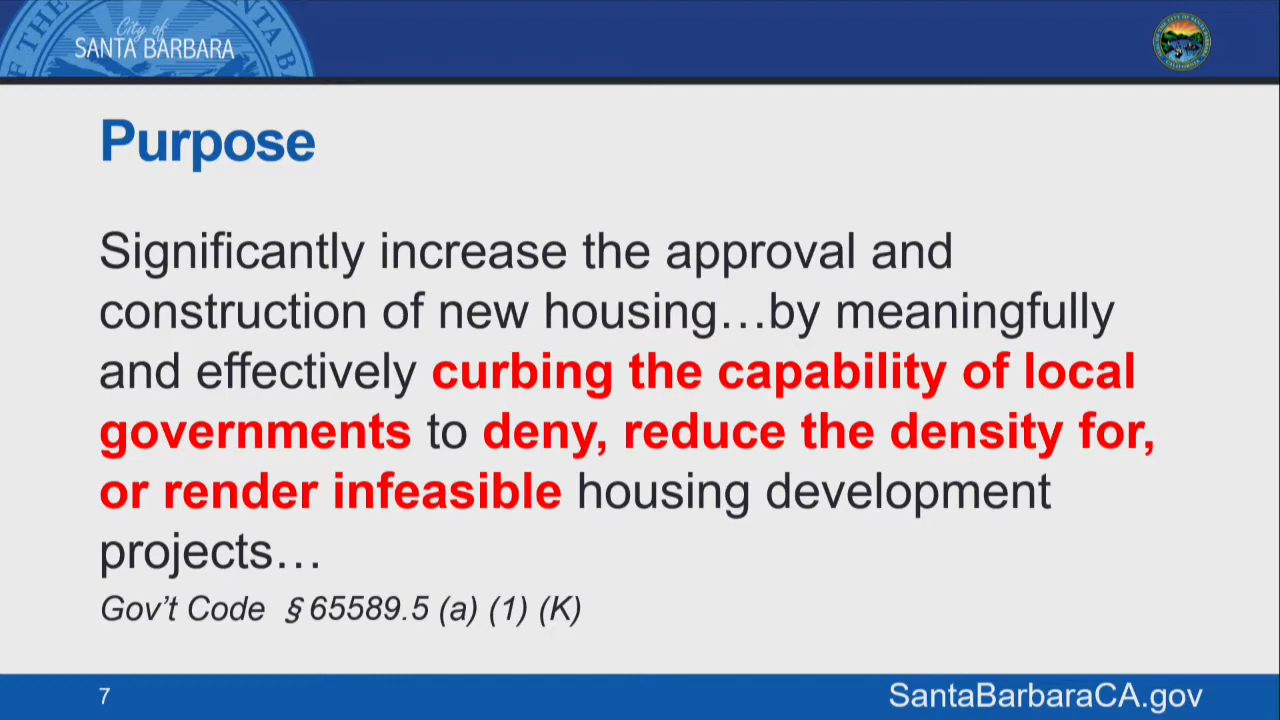 City of
SANTA BARBARA
Purpose
Significantly increase the approval and
construction of new housing…by meaningfully
and effectively curbing the capability of local
governments to deny, reduce the density for,
or render infeasible housing development
projects…
Gov’t Code §65589.5 (a) (1) (K)
7
SantaBarbaraCA.gov